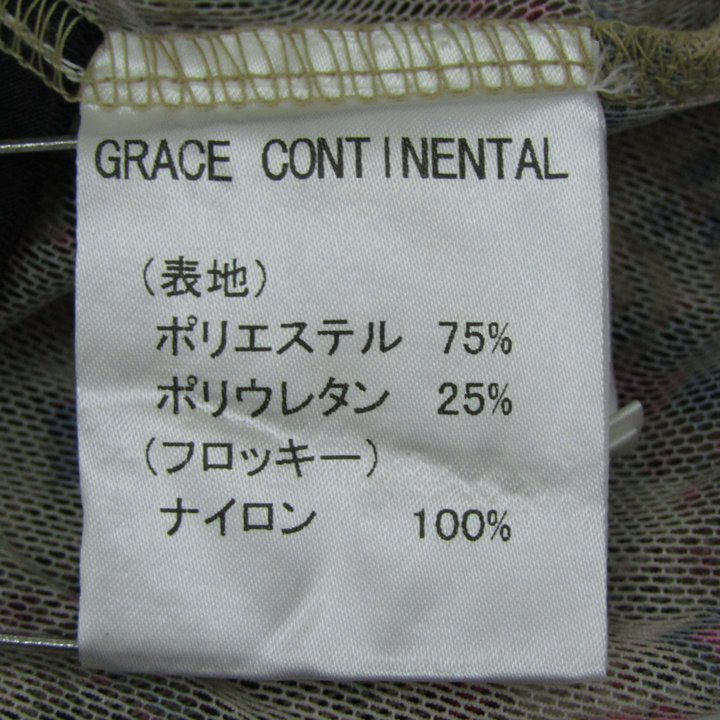 GRACE CONTINENTAL
(表地)
ポリエステル 75%
ポリウレタン 25%
(フロッキー)
ナイロン 100%